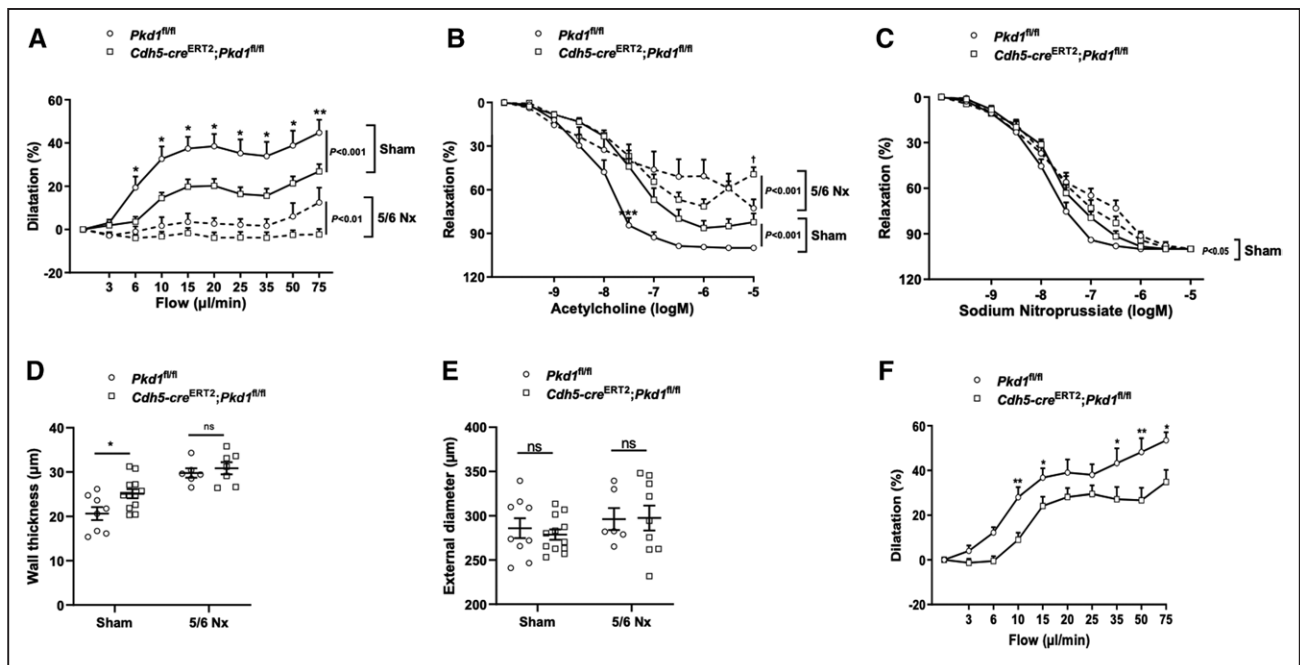 A
Pkd1fl/fl
Cdh5-creERT2;Pkd1fl/fl
Dilatation (%)
60
40
20
0
-20
*
*
*
*
*
*
*
**
P<0.001
Sham
P<0.01
5/6 Nx
3 6 10 15 20 25 35 50 75
Flow (µl/min)
B
Pkd1fl/fl
Cdh5-creERT2;Pkd1fl/fl
Relaxation (%)
0
30
60
90
120
***
†
P<0.001
5/6 Nx
P<0.001
Sham
-9 -8 -7 -6 -5
Acetylcholine (logM)
C
Pkd1fl/fl
Cdh5-creERT2;Pkd1fl/fl
Relaxation (%)
0
30
60
90
120
P<0.05
Sham
-9 -8 -7 -6 -5
Sodium Nitroprussiate (logM)
D
Pkd1fl/fl
Cdh5-creERT2;Pkd1fl/fl
Wall thickness (µm)
40
30
20
10
0
*
ns
Sham 5/6 Nx
E
Pkd1fl/fl
Cdh5-creERT2;Pkd1fl/fl
External diameter (µm)
400
350
300
250
200
ns
ns
Sham 5/6 Nx
F
Pkd1fl/fl
Cdh5-creERT2;Pkd1fl/fl
Dilatation (%)
60
40
20
0
-20
**
*
*
**
*
3 6 10 15 20 25 35 50 75
Flow (µl/min)